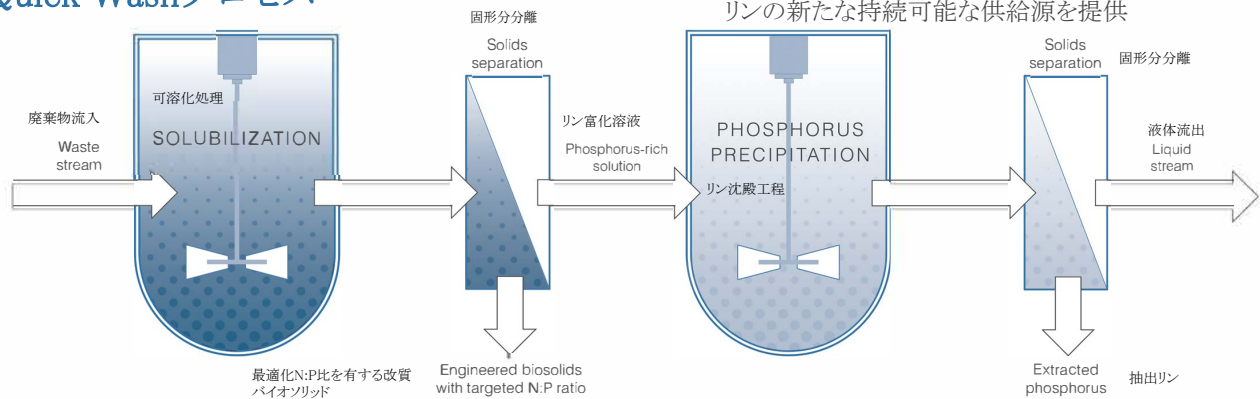 Quick Washプロセス
リンの新たな持続可能な供給源を提供
固形分分離
Solids
separation
Solids
separation
固形分分離
可溶化処理
SOLUBILIZATION
廃棄物流入
Waste
stream
リン富化溶液
Phosphorus-rich
solution
PHOSPHORUS
PRECIPITATION
リン沈殿工程
液体流出
Liquid
stream
最適化N:P比を有する改質
バイオソリッド
Engineered biosolids
with targeted N:P ratio
Extracted
phosphorus
抽出リン